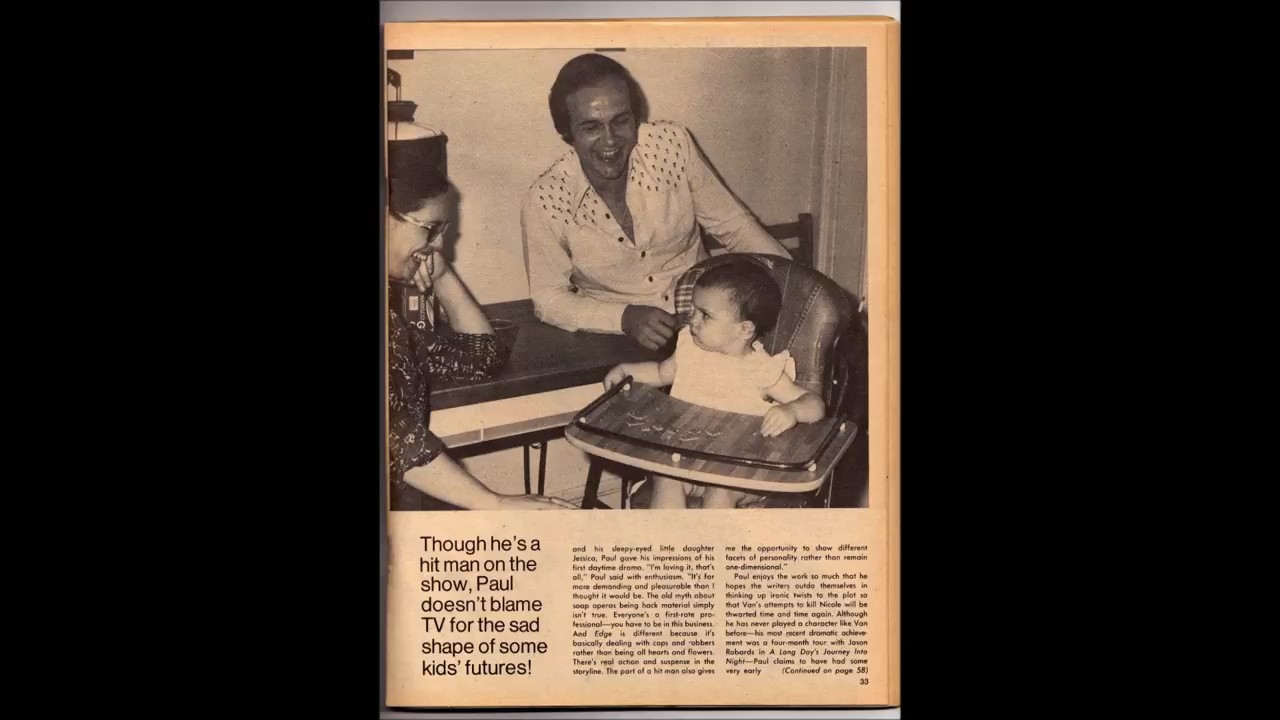 Though he's a
hit man on the
show, Paul
doesn't blame
TV for the sad
shape of some
kids' futures!
and his sleepy-eyed little daughter
Jessica, Paul gave his impressions of his
first daytime drama. "I'm loving it, that's
all," Paul said with enthusiasm. "It's far
more demanding and pleasurable than I
thought it would be. The old myth about
soap operas being hack material simply
isn't true. Everyone's a first-rate pro-
fessional—you have to be in this business.
And Edge is different because it's
basically dealing with cops and robbers
rather than being all hearts and flowers.
There's real action and suspense in the
storyline. The part of a hit man also gives
me the opportunity to show different
facets of personality rather than remain
one-dimensional."
Paul enjoys the work so much that he
hopes the writers outdo themselves in
thinking up ironic twists to the plot so
that Van's attempts to kill Nicole will be
thwarted time and time again. Although
he has never played a character like Van
before—his most recent dramatic achieve-
ment was a four-month tour with Jason
Robards in A Long Day's Journey Into
Night—Paul claims to have had some
very early (Continued on page 58)
33